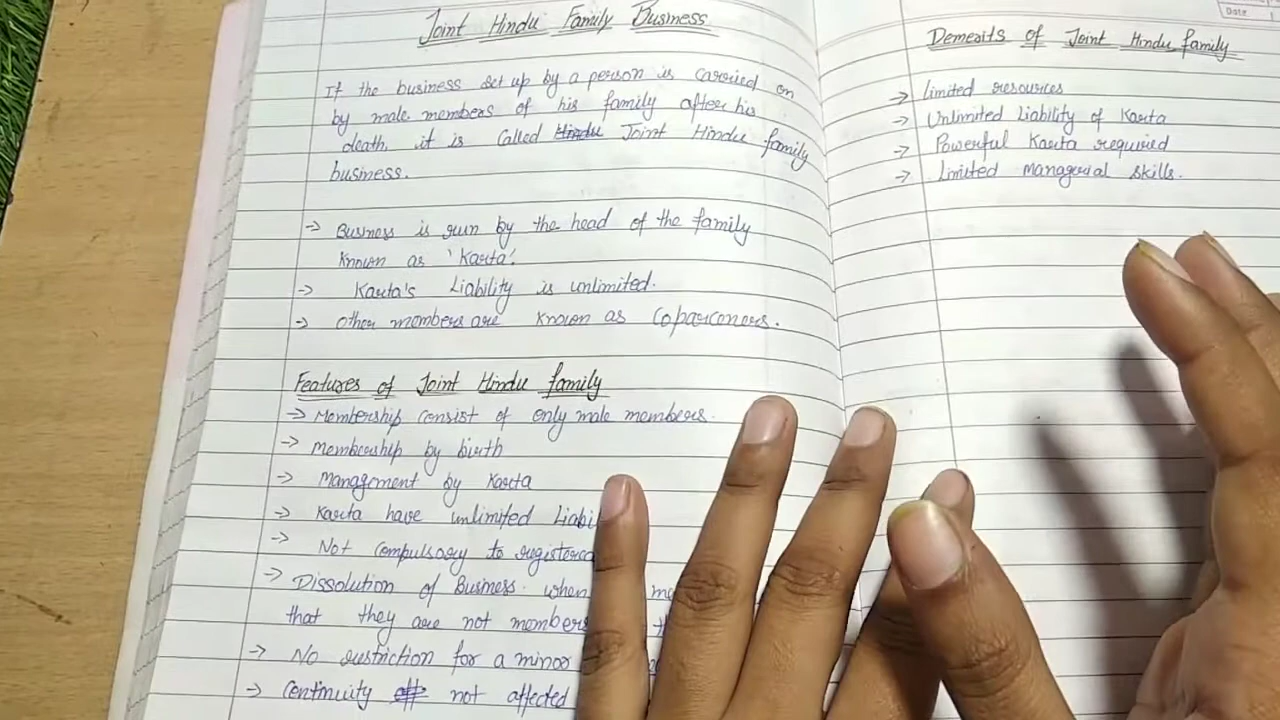 Joint Hindu Family Business
If the business set up by a person is carried on
by male members of his family after his
death it is called Hindu Joint Hindu family
business.
→ Business is run by the head of the family
known as 'Karta'.
→ Karta's Liability is unlimited.
→ Other members are known as Coparconers.
Features of Joint Hindu family
→ Membership consist of only male members.
→ Membership by birth
→ Managment by Karta
→ Karta have unlimited Liabi
→ Not Compulsory to registered
→ Dissolution of Business. when
that they are not members
→ No restriction for a minor
→ Continuity not affected
Date
Demerits of Joint Hindu family
→ Limited resources
→ Unlimited Liability of Karta
→ Powerful Karta required
→ Limited Managerial skills.